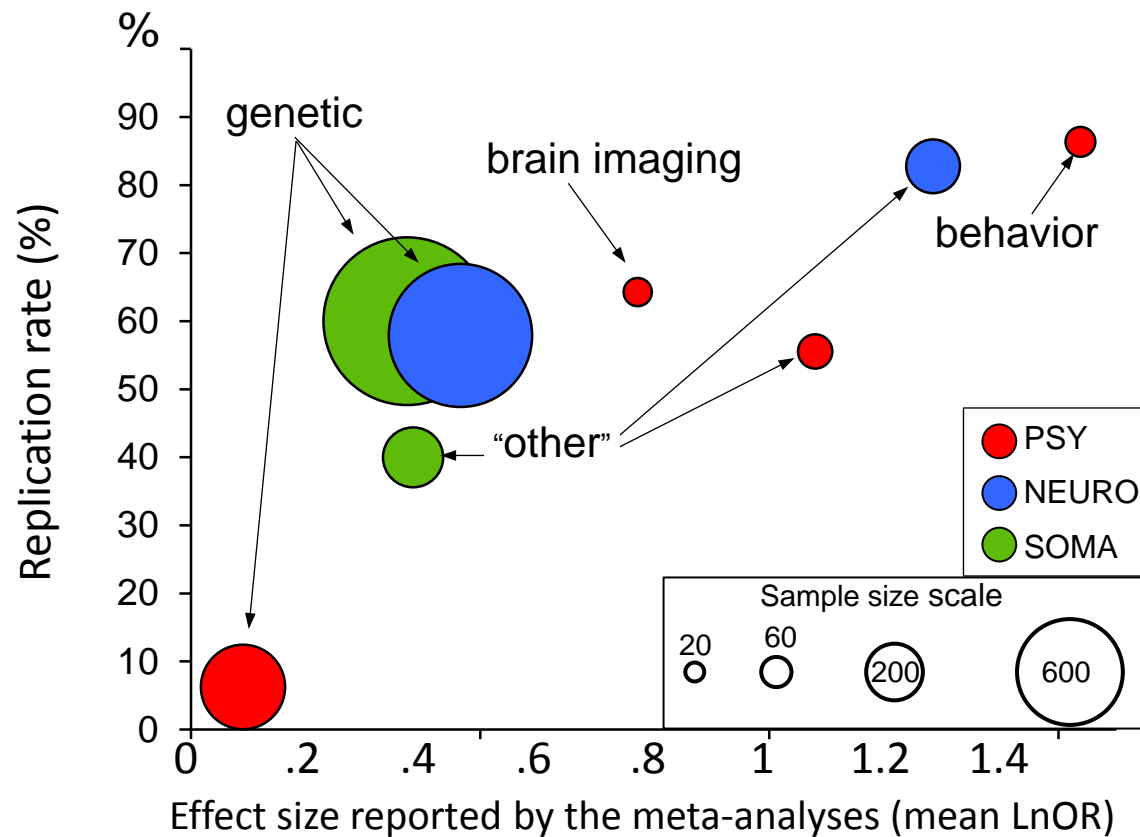 %
genetic
brain imaging
behavior
“other”
Replication rate (%)
90
80
70
60
50
40
30
20
10
0
PSY
NEURO
SOMA
Sample size scale
20
60
200
600
0 .2 .4 .6 .8 1 1.2 1.4
Effect size reported by the meta-analyses (mean LnOR)